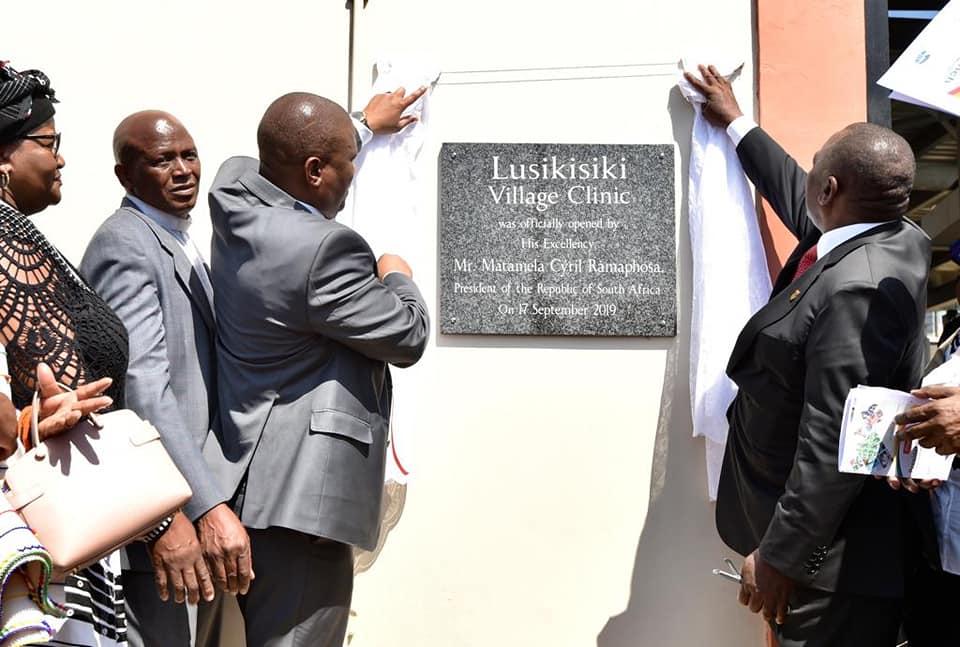 Lusikisiki
Village Clinic
was officially opened by
His Excellency
Mr. Matamela Cyril Ramaphosa,
President of the Republic of South Africa
On 17 September 2019